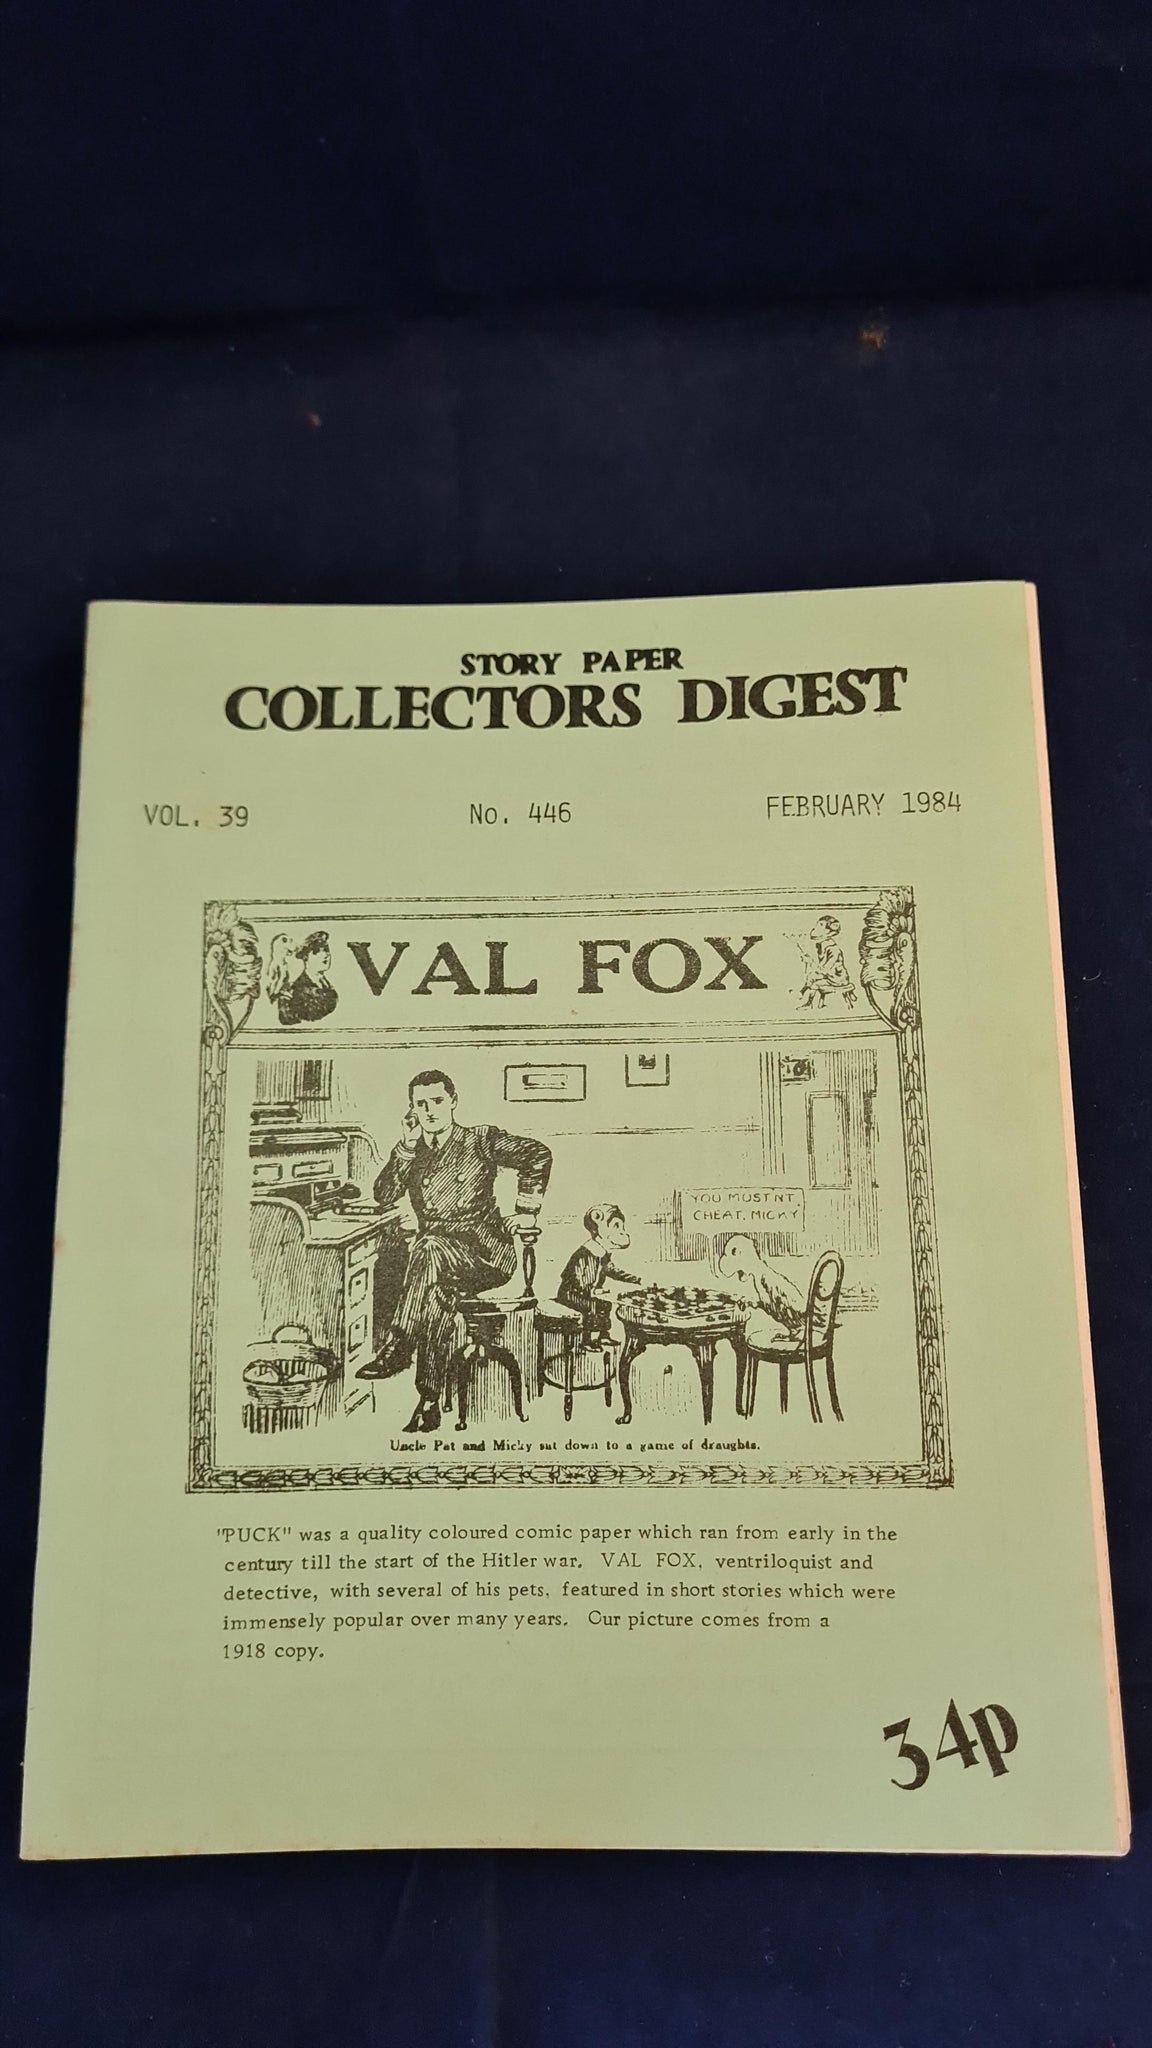 STORY PAPER
COLLECTORS DIGEST
VOL. 39 No. 446 FEBRUARY 1984
VAL FOX
YOU MUST'NT
CHEAT, MICKY
Uncle Pat and Micky sat down to a game of draughts.
"PUCK" was a quality coloured comic paper which ran from early in the
century till the start of the Hitler war. VAL FOX, ventriloquist and
detective, with several of his pets, featured in short stories which were
immensely popular over many years. Our picture comes from a
1918 copy.
34p